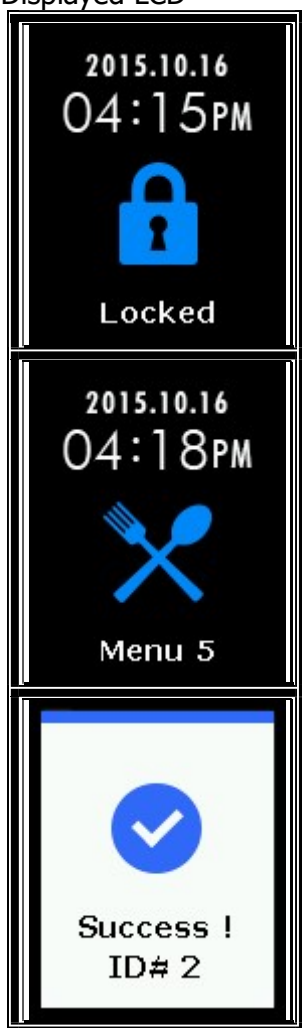 Displayed LCD
2015.10.16
04:15PM
Locked
2015.10.16
04:18PM
Menu 5
Success !
ID# 2